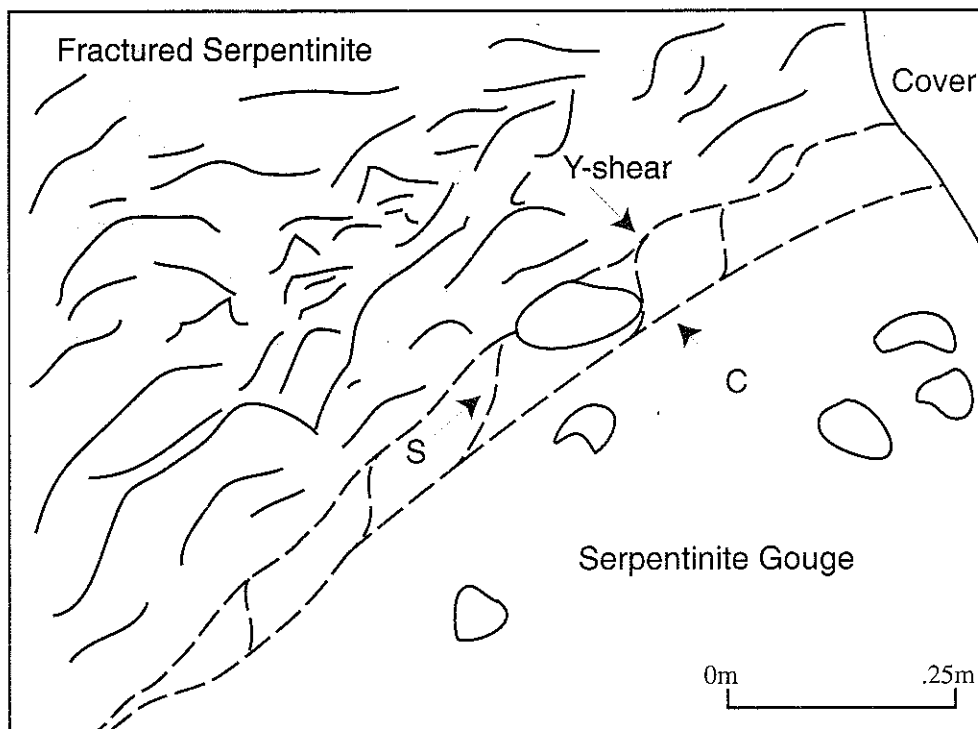 Fractured Serpentinite
Cover
Y-shear
C
S
Serpentinite Gouge
0m .25m